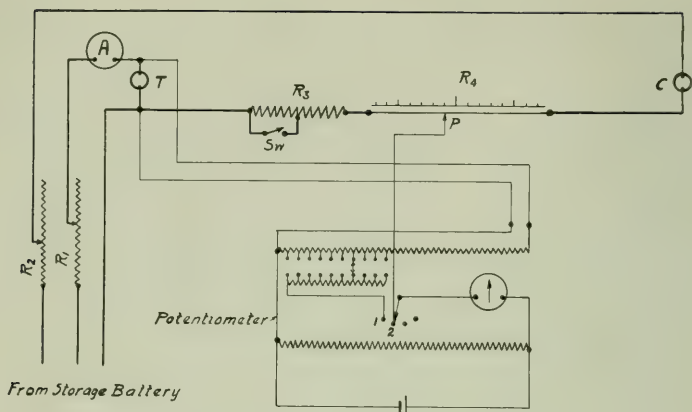 A
T
R3
R4
C
P
Sw
R2
R1
Potentiometer
1
2
From Storage Battery